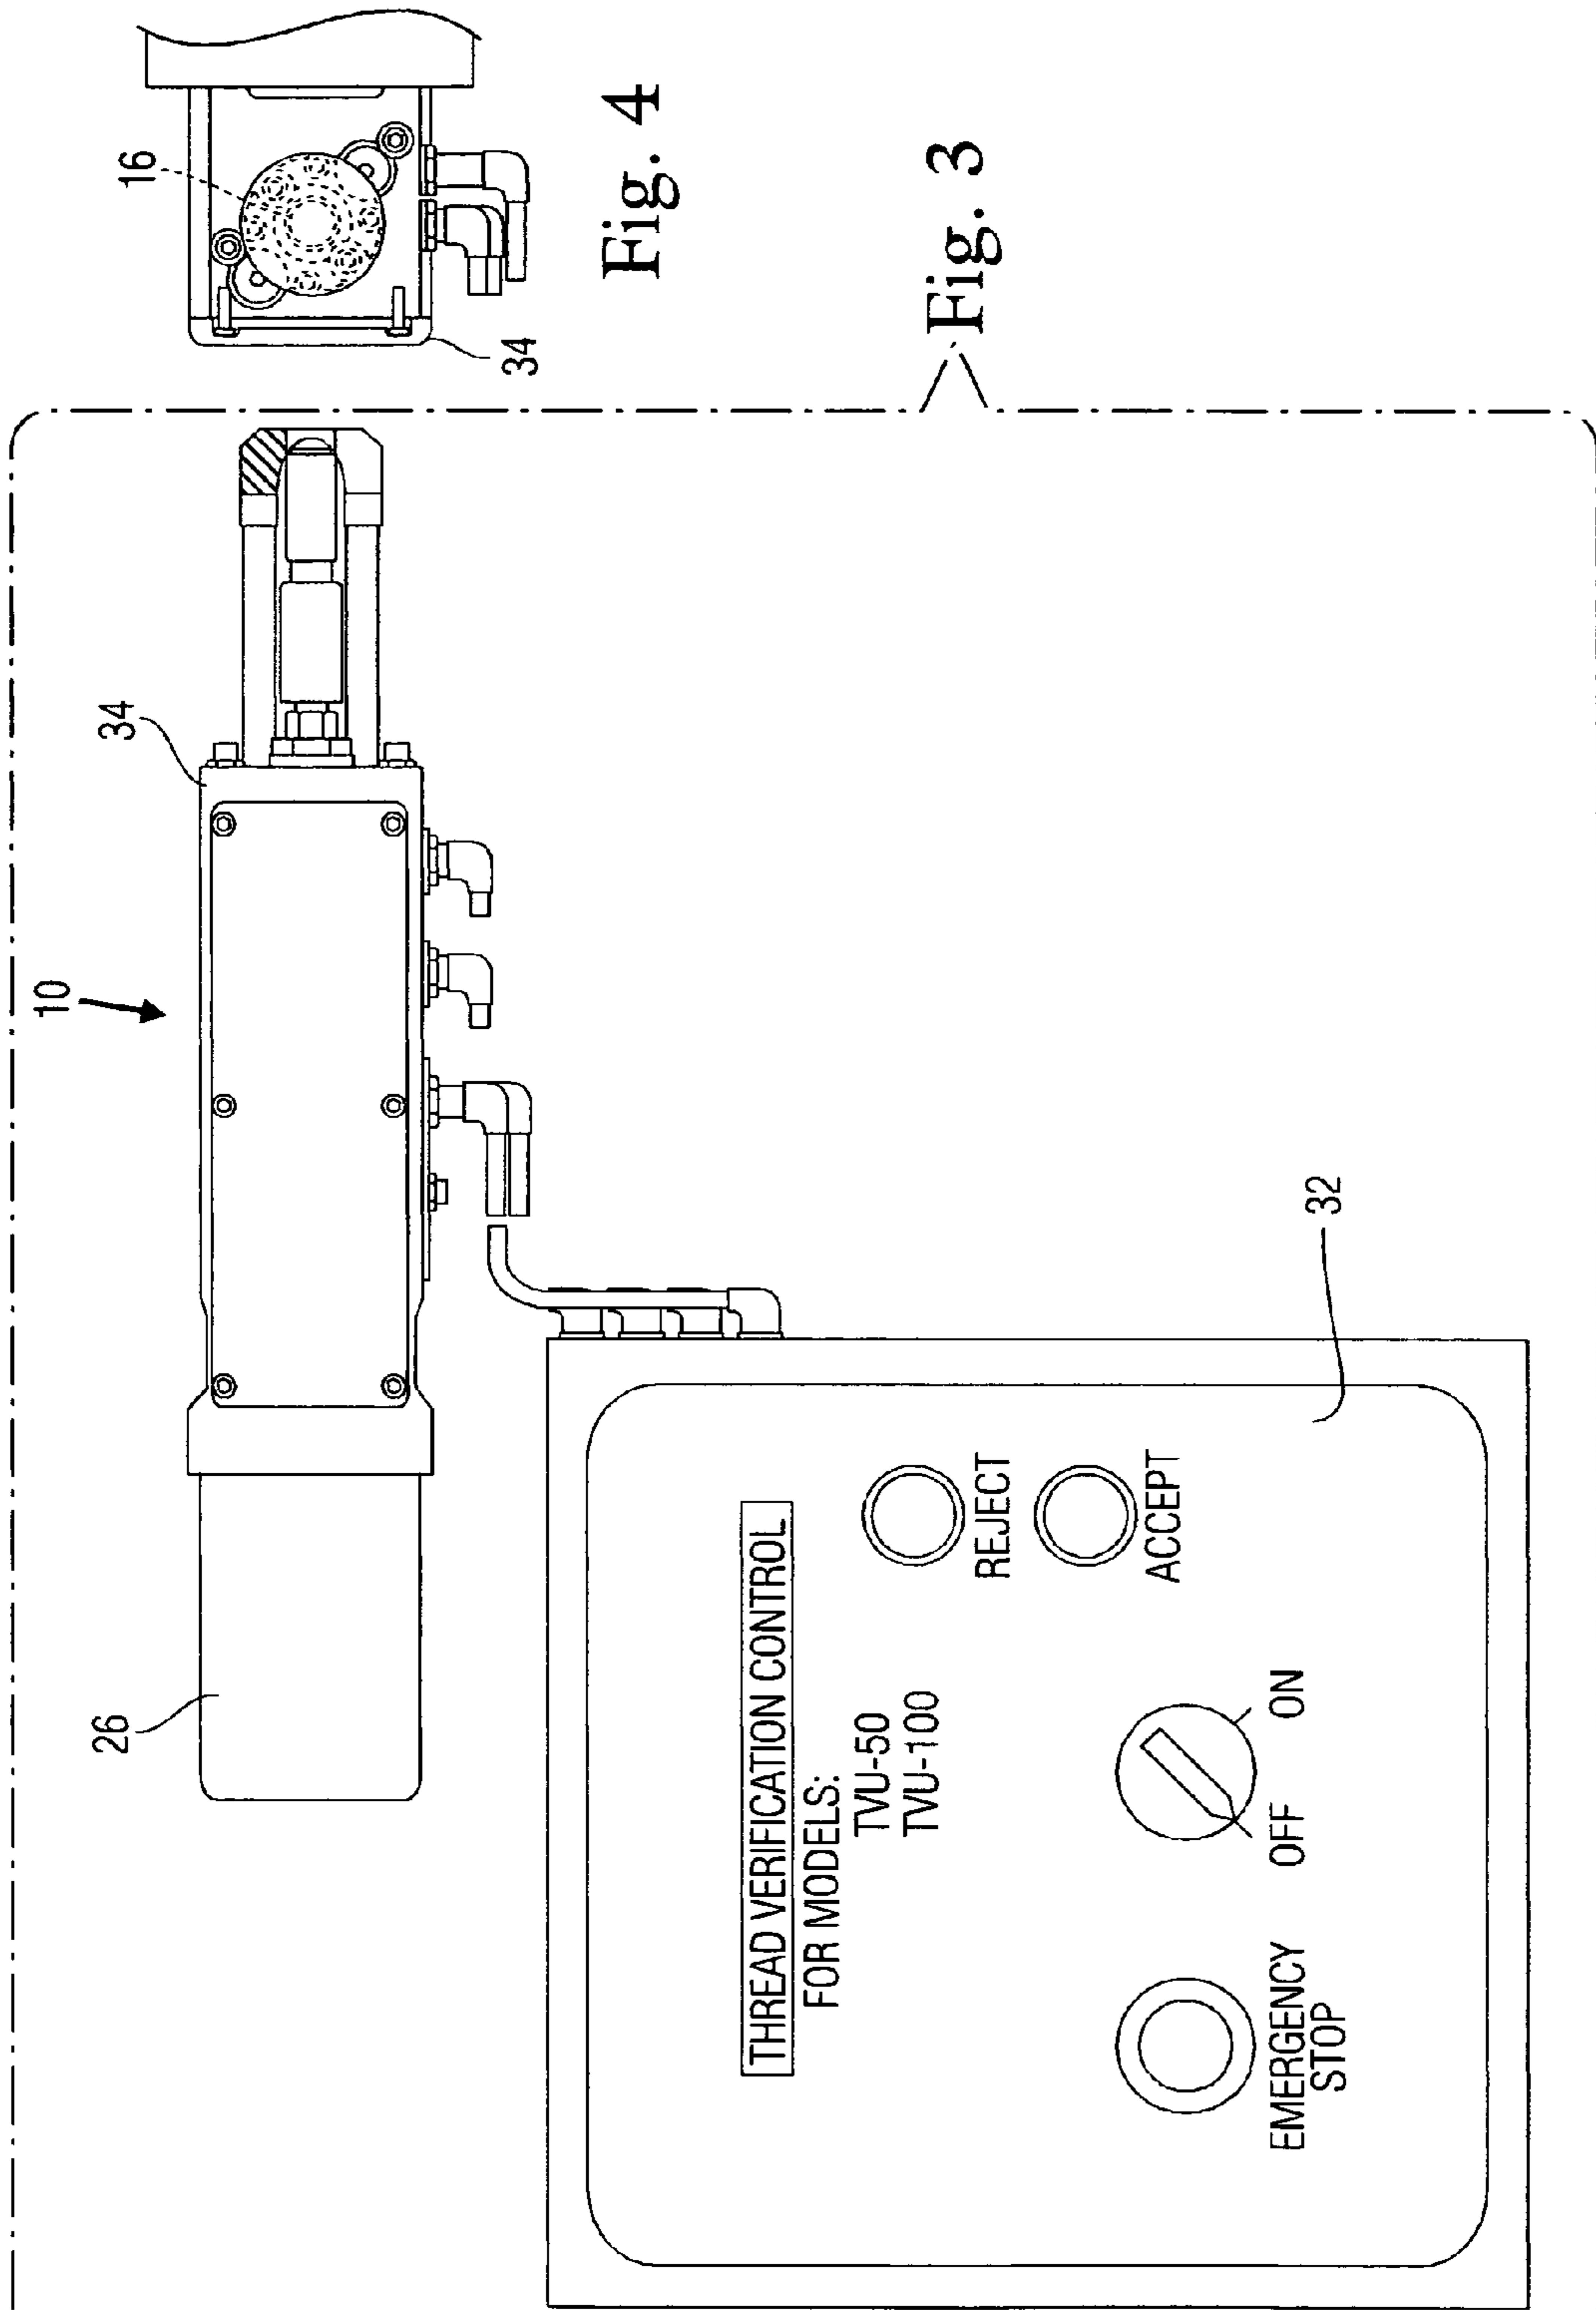 10
34
26
THREAD VERIFICATION CONTROL
FOR MODELS:
TVU-50
TVU-100
REJECT
ACCEPT
EMERGENCY
STOP
OFF
ON
32
Fig. 3
16
34
Fig. 4